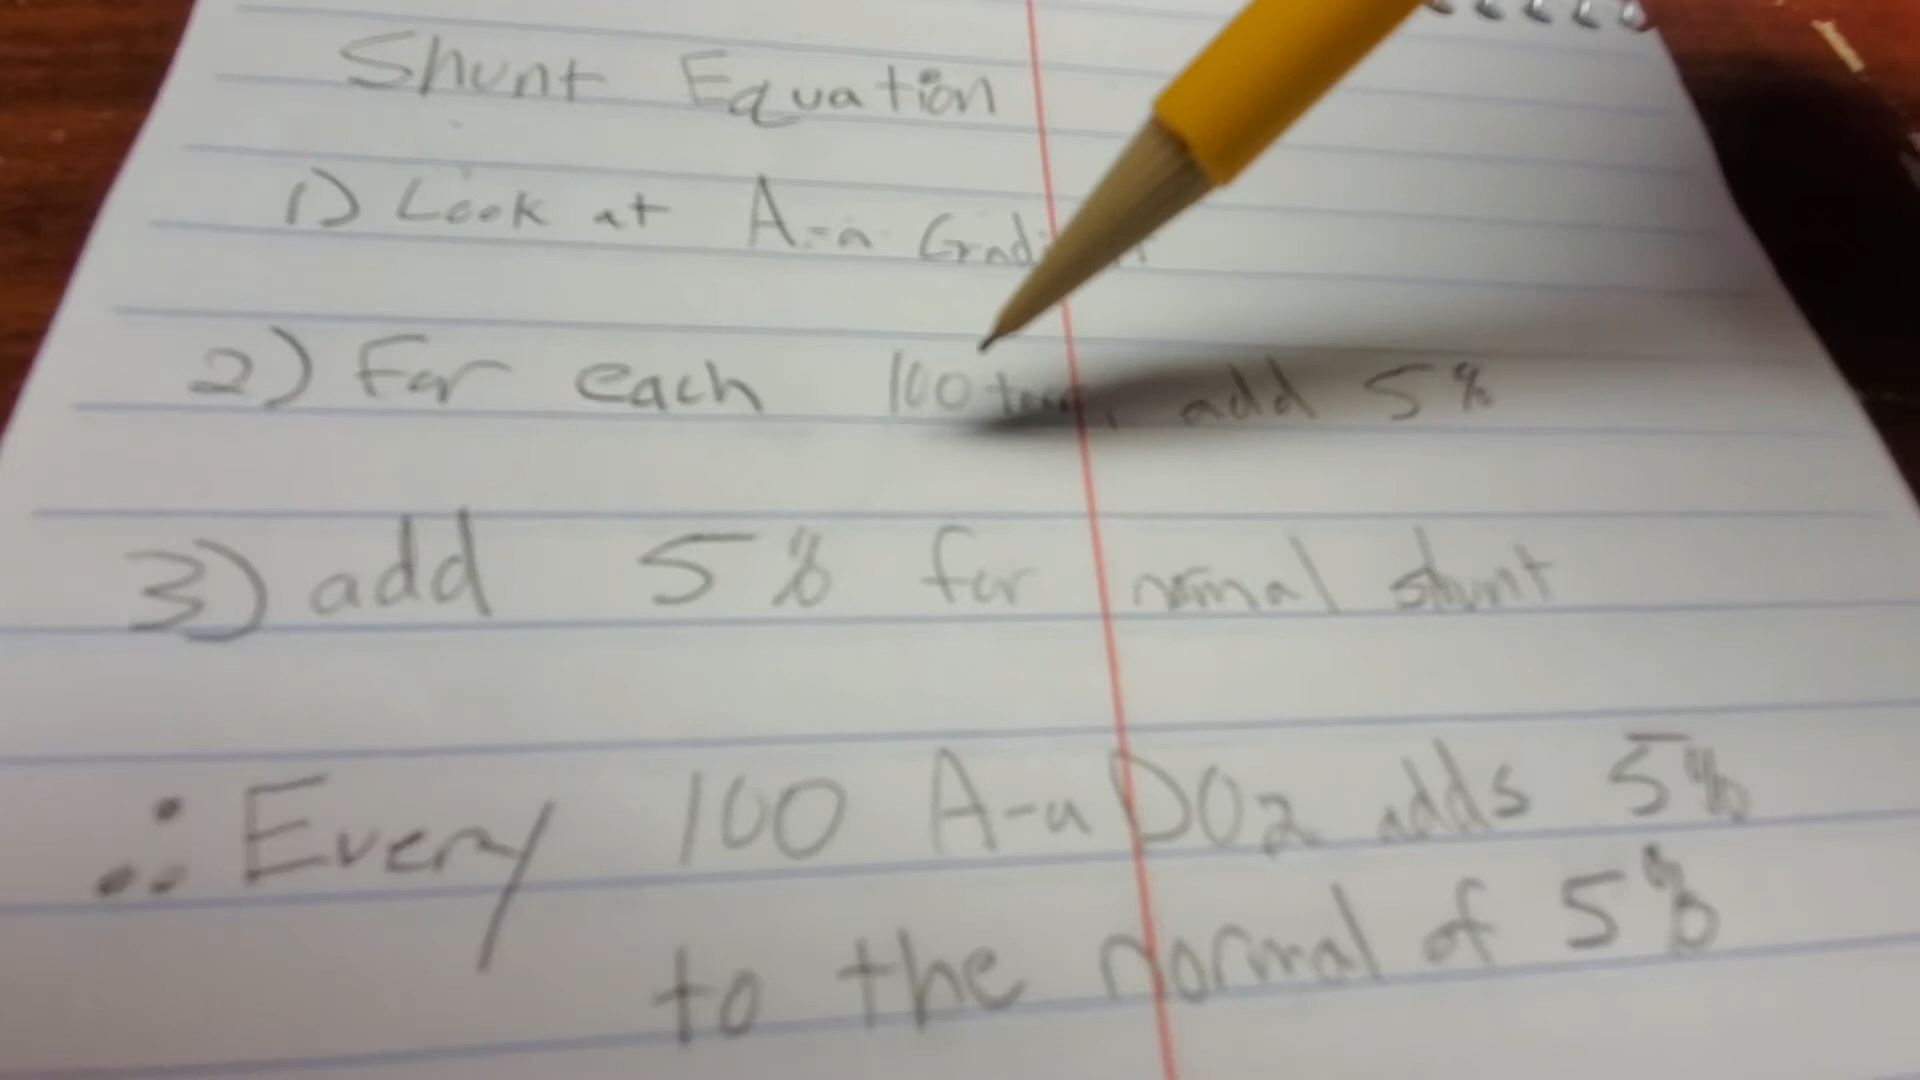 Shunt Equation
1) Look at A-a
2) For each 100 add 5%
3) add 5% for normal shunt
∴ Every 100 A-a DO2 adds 5%
to the normal of 5%